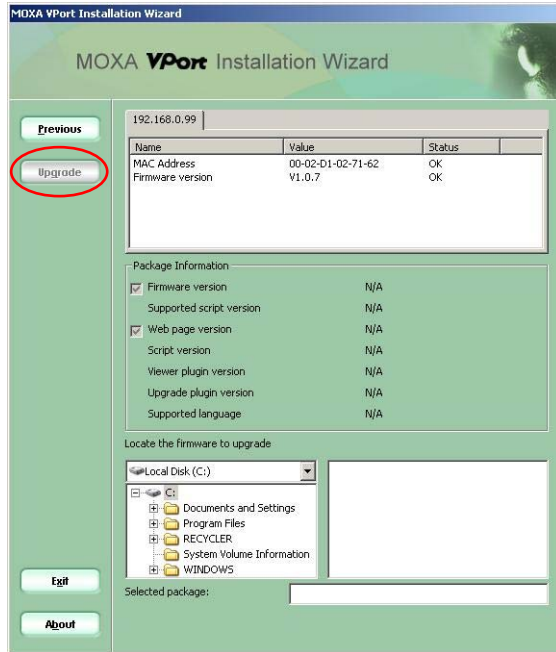 MOXA VPort Installation Wizard
MOXA VPort Installation Wizard
Previous
Upgrade
192.168.0.99
Name Value Status
MAC Address 00-02-D1-02-71-62 OK
Firmware version V1.0.7 OK
Package Information
Firmware version N/A
Supported script version N/A
Web page version N/A
Script version N/A
Viewer plugin version N/A
Upgrade plugin version N/A
Supported language N/A
Locate the firmware to upgrade
Local Disk (C:)
C:
Documents and Settings
Program Files
RECYCLER
System Volume Information
WINDOWS
Selected package:
Exit
About